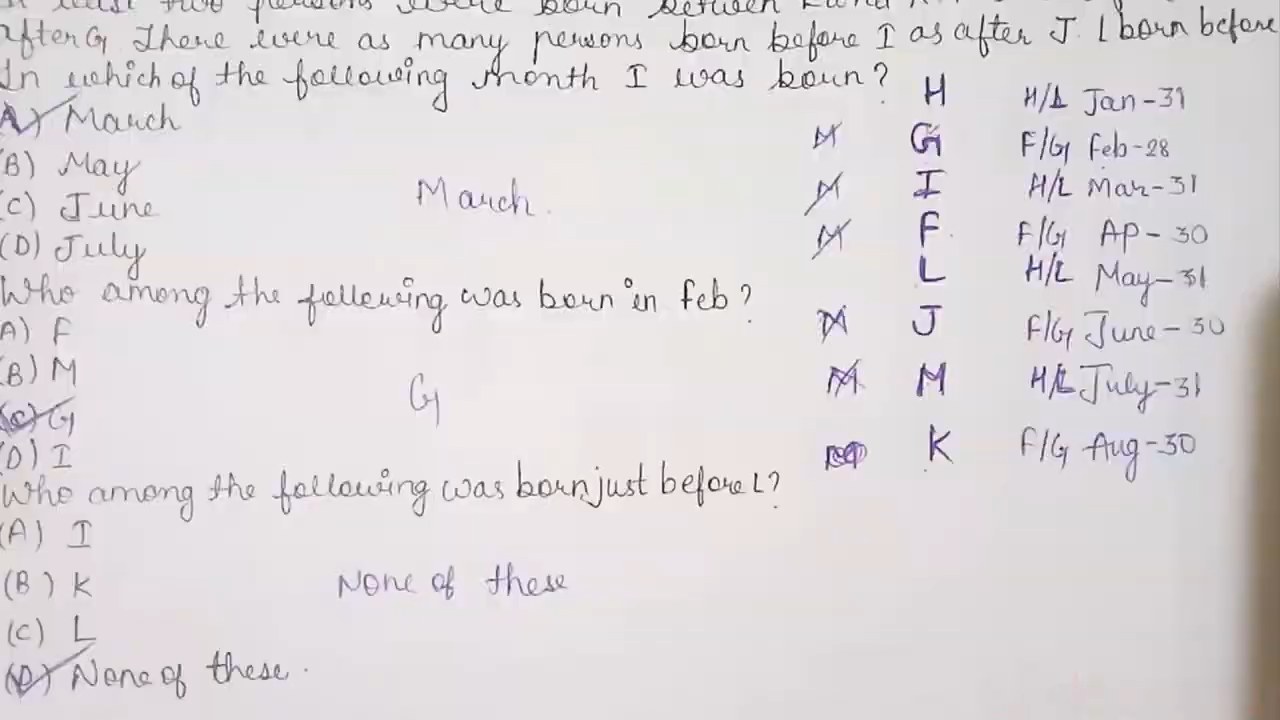 after G There were as many persons born before I as after J. L born before
In which of the following month I was born?
(A) March
(B) May
(C) June
(D) July
March.
Who among the following was born in feb?
A) F
(B) M
(C) G
(D) I
G
Who among the following was born just before L?
(A) I
(B) K
(C) L
(D) None of these.
None of these
H H/L Jan-31
M G F/G Feb-28
M I H/L Mar-31
M F F/G AP-30
L H/L May-31
M J F/G June-30
M M H/L July-31
K F/G Aug-30